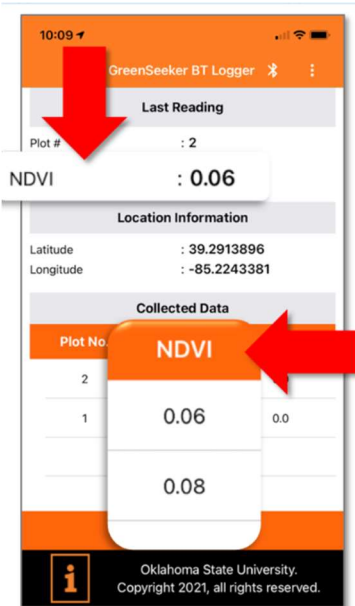 10:09
GreenSeeker BT Logger
Last Reading
Plot # : 2
NDVI : 0.06
Location Information
Latitude : 39.2913896
Longitude : -85.2243381
Collected Data
Plot No. NDVI
2 0.06
1 0.08 0.0
i Oklahoma State University.
Copyright 2021, all rights reserved.